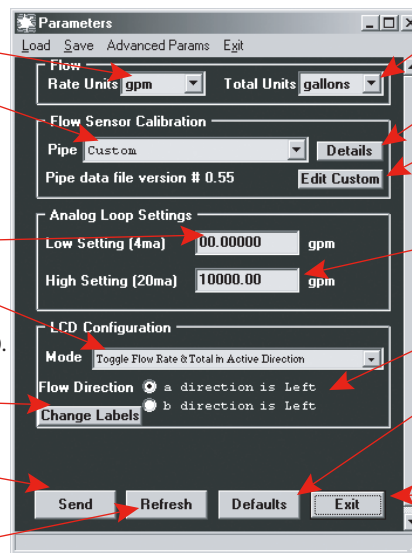 Parameters
Load Save Advanced Params Exit
Flow
Rate Units gpm Total Units gallons
Flow Sensor Calibration
Pipe Custom Details
Pipe data file version # 0.55 Edit Custom
Analog Loop Settings
Low Setting (4ma) 00.00000 gpm
High Setting (20ma) 10000.00 gpm
LCD Configuration
Mode Toggle Flow Rate & Total in Active Direction
Flow Direction a direction is Left
Change Labels b direction is Left
Send Refresh Defaults Exit